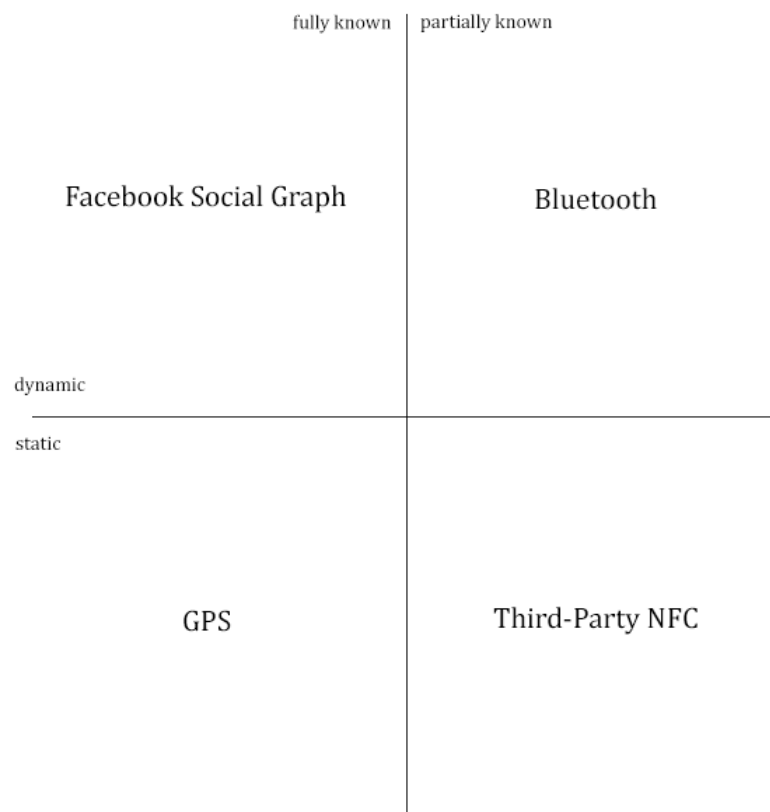 fully known
partially known
Facebook Social Graph
Bluetooth
dynamic
static
GPS
Third-Party NFC